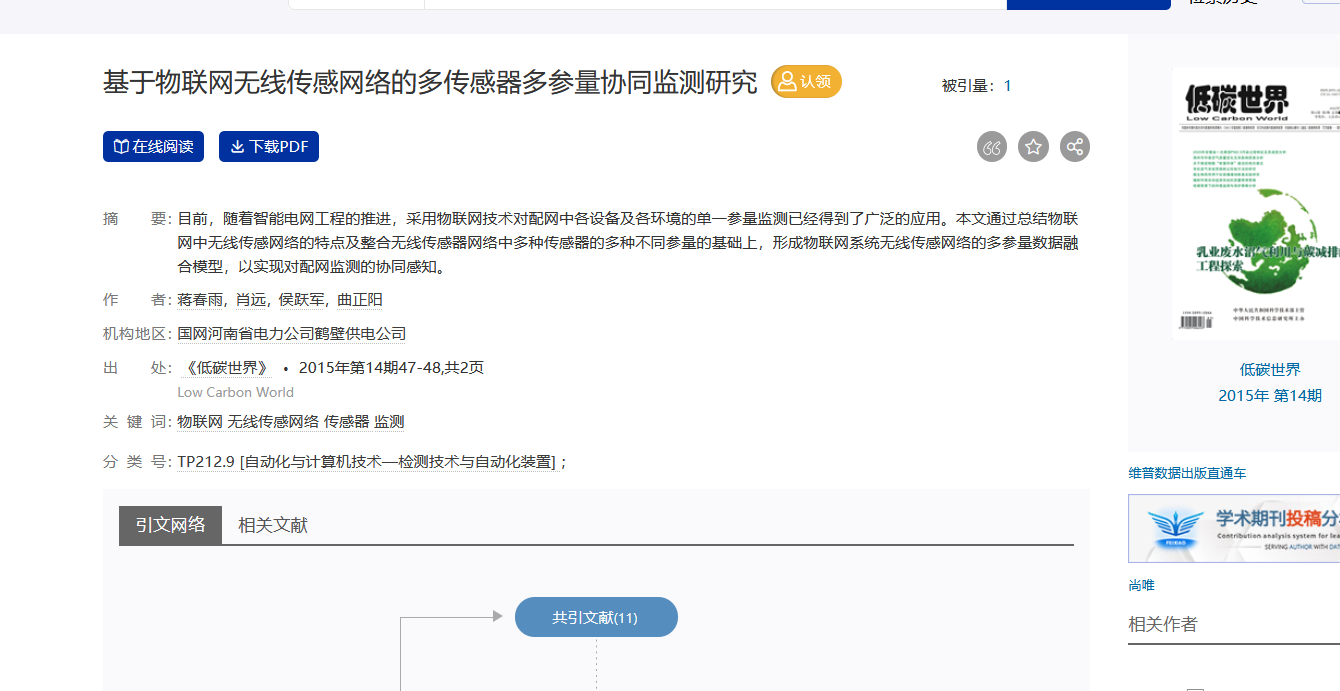 基于物联网无线传感网络的多传感器多参量协同监测研究
认领
被引量：1
在线阅读
下载PDF
摘 要：目前，随着智能电网工程的推进，采用物联网技术对配网中各设备及各环境的单一参量监测已经得到了广泛的应用。本文通过总结物联
网中无线传感网络的特点及整合无线传感器网络中多种传感器的多种不同参量的基础上，形成物联网系统无线传感网络的多参量数据融
合模型，以实现对配网监测的协同感知。
作 者：蒋春雨，肖远，侯跃军，曲正阳
机构地区：国网河南省电力公司鹤壁供电公司
出 处：《低碳世界》 • 2015年第14期47-48,共2页
Low Carbon World
关 键 词：物联网 无线传感网络 传感器 监测
分 类 号：TP212.9 [自动化与计算机技术—检测技术与自动化装置]；
引文网络
相关文献
共引文献(11)
低碳世界
Low Carbon World
乳业废水沼气利用与碳减排
工程探索
低碳世界
2015年 第14期
维普数据出版直通车
学术期刊投稿分
Contribution analysis system for lea
SERVING AUTHOR WITH DAT
尚唯
相关作者